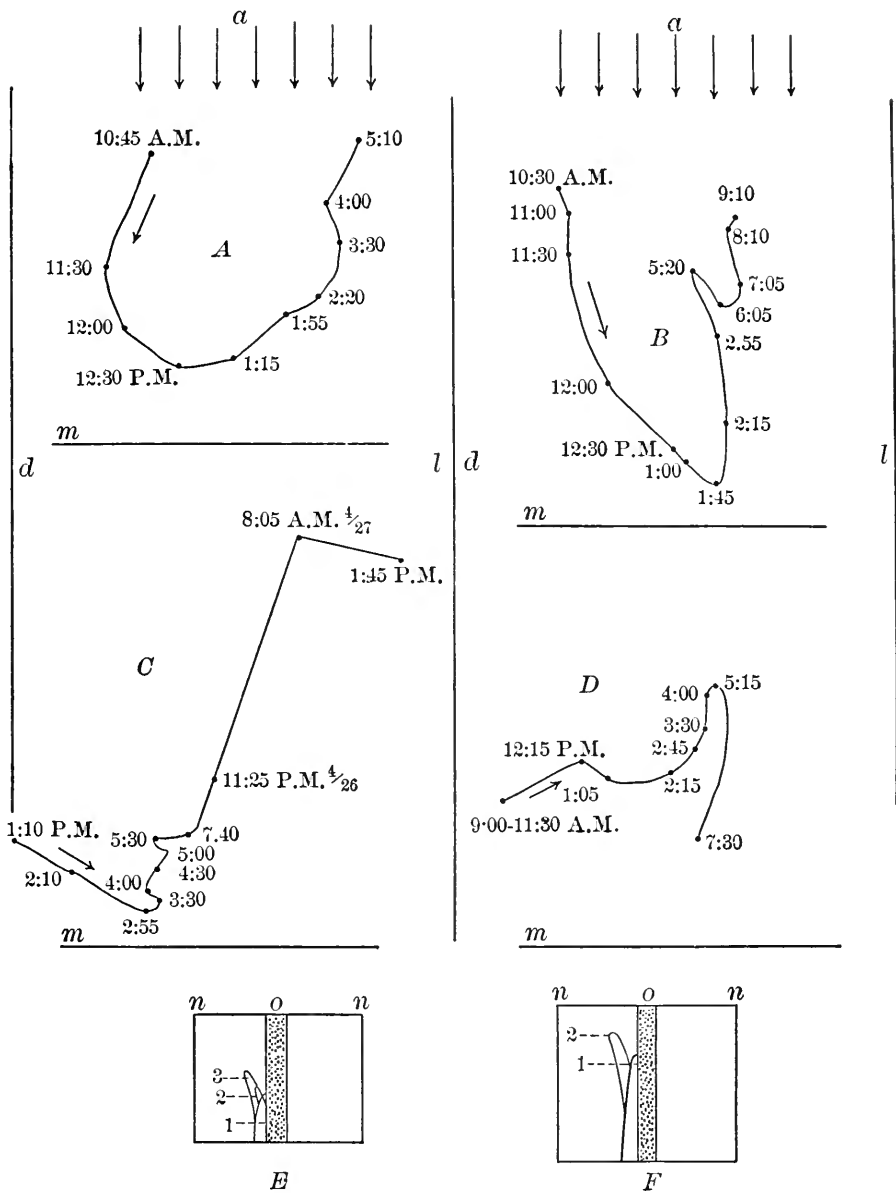 a
a
10:45 A.M.
5:10
4:00
3:30
A
11:30
2:20
1:55
12:00
1:15
12:30 P.M.
m
10:30 A.M.
11:00
11:30
9:10
8:10
5:20
7:05
6:05
B
2.55
12:00
2:15
12:30 P.M.
1:00
1:45
m
d
l
d
l
8:05 A.M. 4/27
1:45 P.M.
C
11:25 P.M. 4/26
1:10 P.M.
5:30
7.40
5:00
4:30
2:10
4:00
3:30
2:55
m
D
5:15
4:00
3:30
12:15 P.M.
2:45
1:05
2:15
9:00-11:30 A.M.
7:30
m
n o n
3
2
1
E
n o n
2
1
F